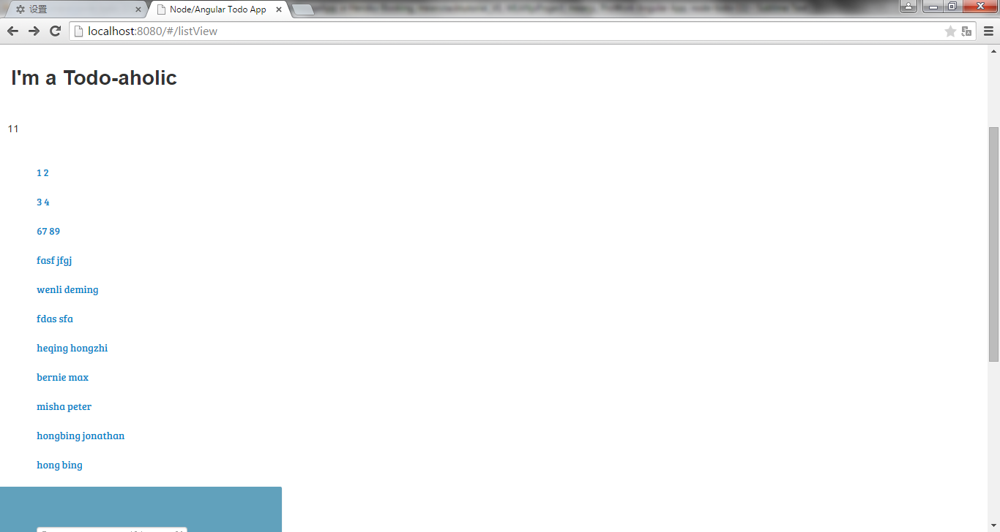 设置
Node/Angular Todo App
localhost:8080/#/listView
I'm a Todo-aholic
11
1 2
3 4
67 89
fasf jfgj
wenli deming
fdas sfa
heqing hongzhi
bernie max
misha peter
hongbing jonathan
hong bing